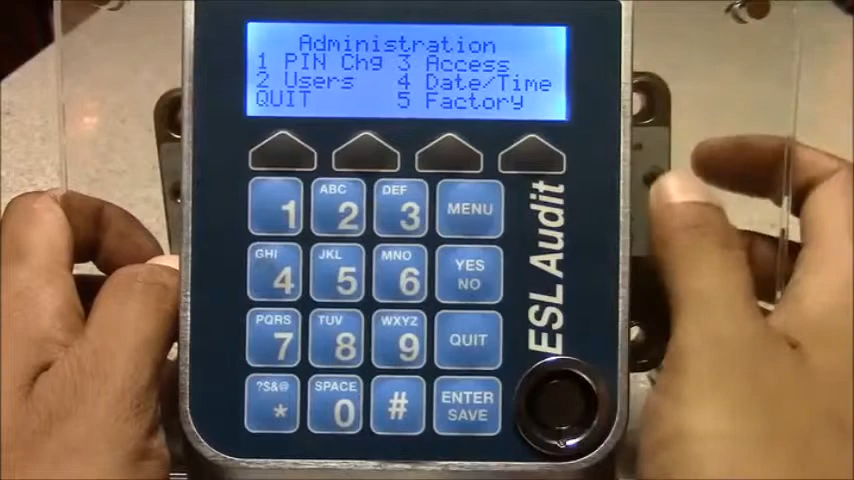 Administration
1 PIN Chg 3 Access
2 Users 4 Date/Time
QUIT 5 Factory
1
ABC 2
DEF 3
MENU
GHI 4
JKL 5
MNO 6
YES
NO
PQRS 7
TUV 8
WXYZ 9
QUIT
?$&@ *
SPACE 0
#
ENTER
SAVE
ESLAudit